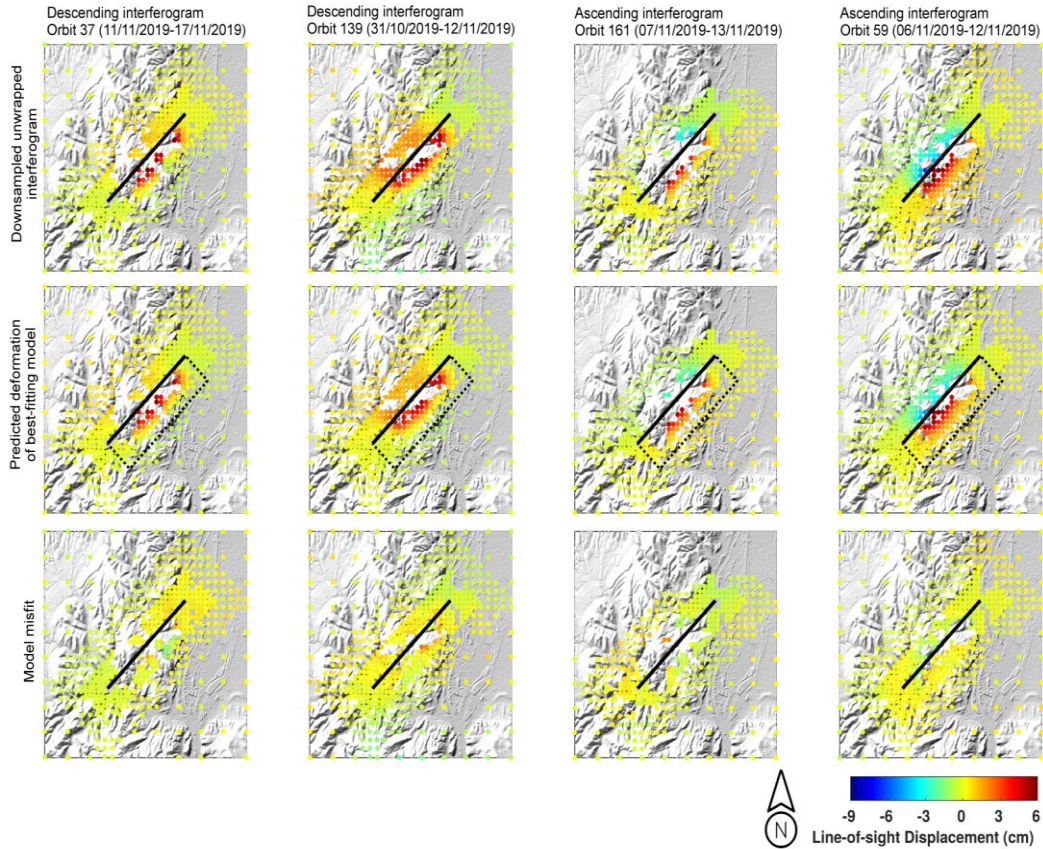 Descending interferogram
Orbit 37 (11/11/2019-17/11/2019)
Descending interferogram
Orbit 139 (31/10/2019-12/11/2019)
Ascending interferogram
Orbit 161 (07/11/2019-13/11/2019)
Ascending interferogram
Orbit 59 (06/11/2019-12/11/2019)
Downsampled unwrapped
interferogram
Predicted deformation
of best-fitting model
Model misfit
N
-9 -6 -3 0 3 6
Line-of-sight Displacement (cm)